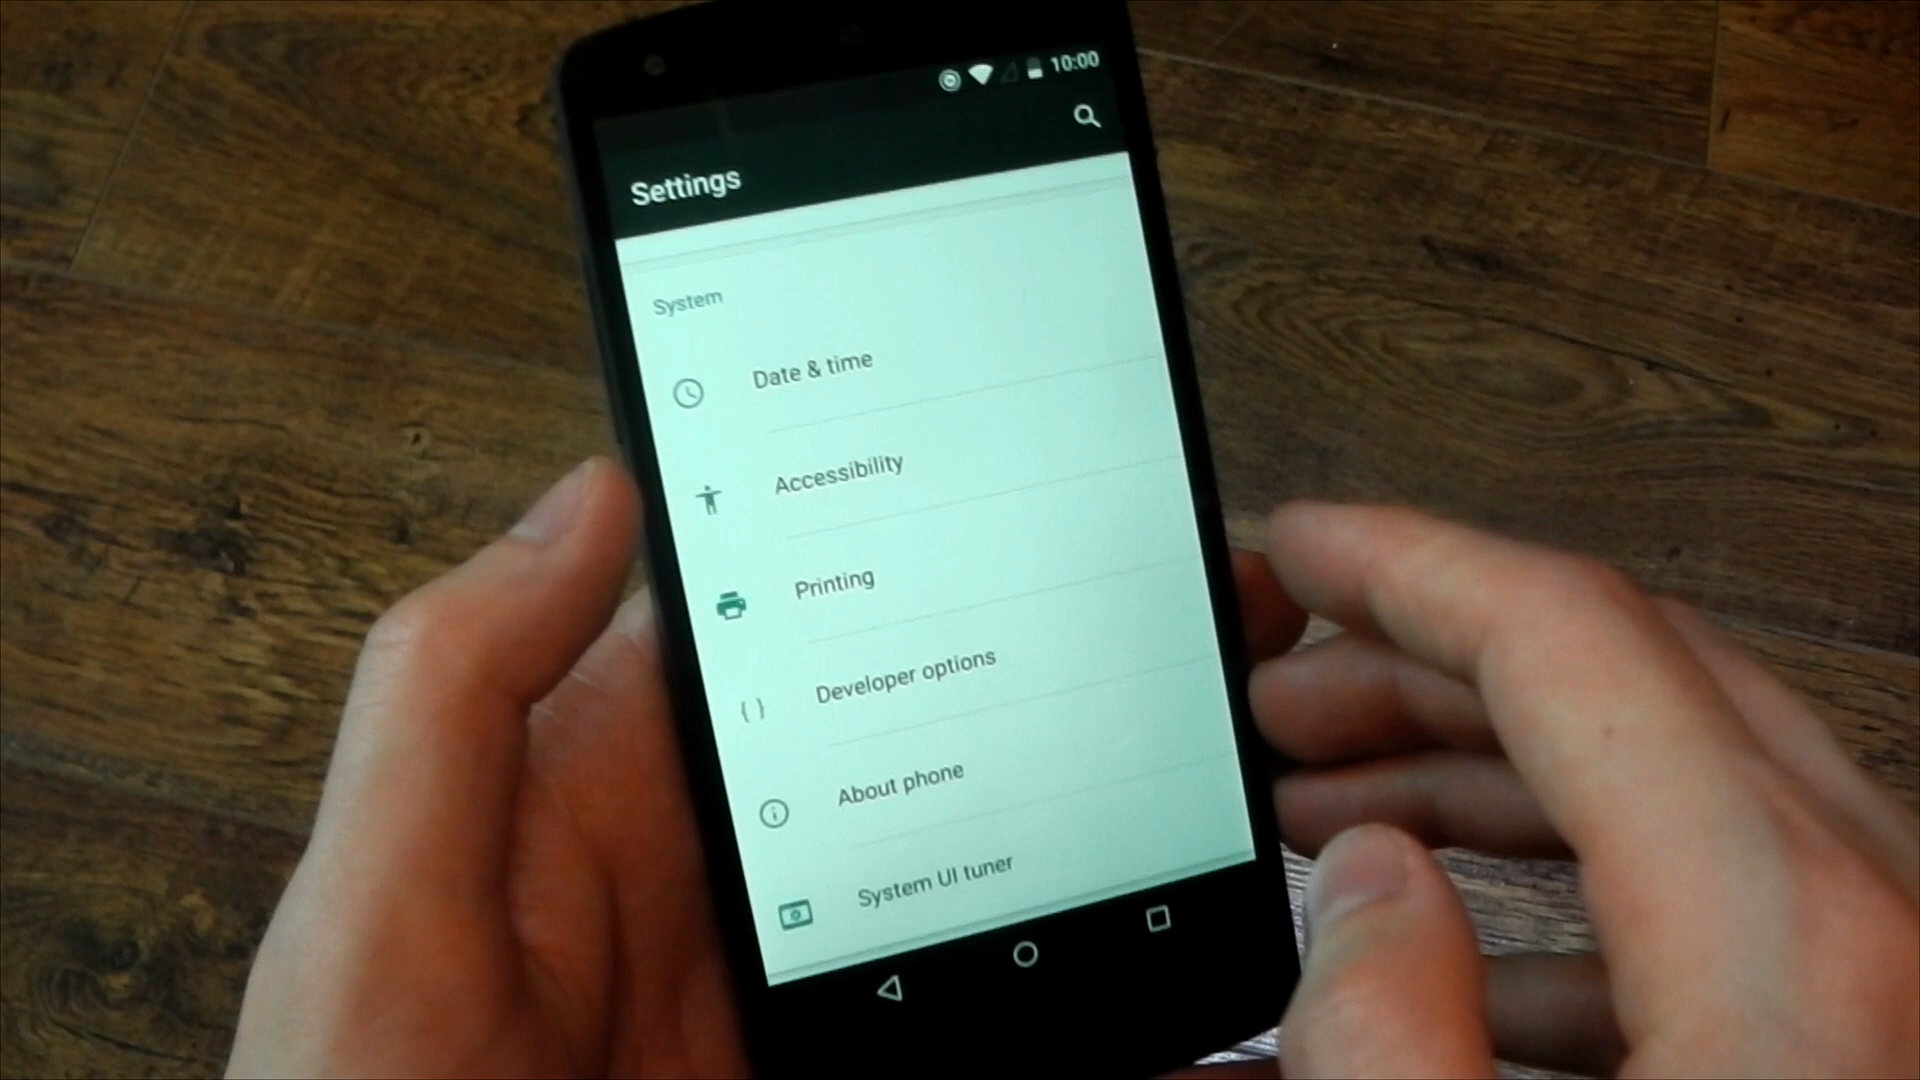 10:00
Settings
System
Date & time
Accessibility
Printing
{ } Developer options
About phone
System UI tuner